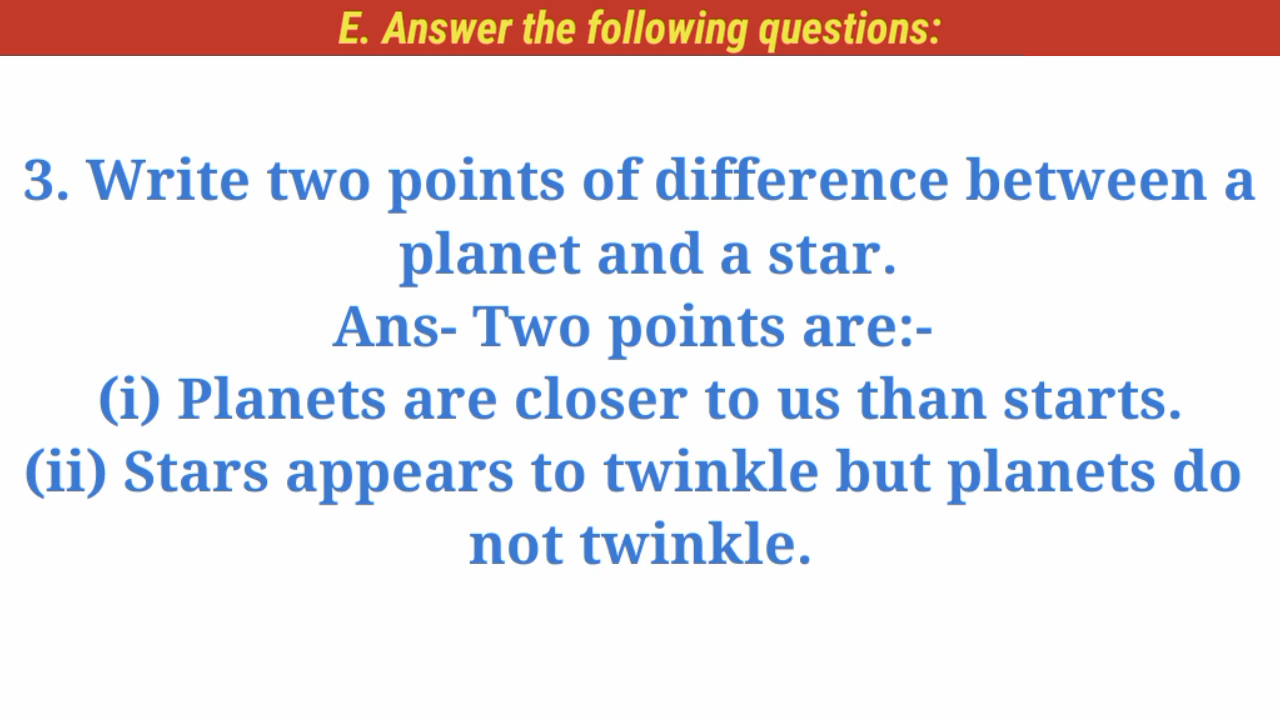 E. Answer the following questions:
3. Write two points of difference between a
planet and a star.
Ans- Two points are:-
(i) Planets are closer to us than starts.
(ii) Stars appears to twinkle but planets do
not twinkle.